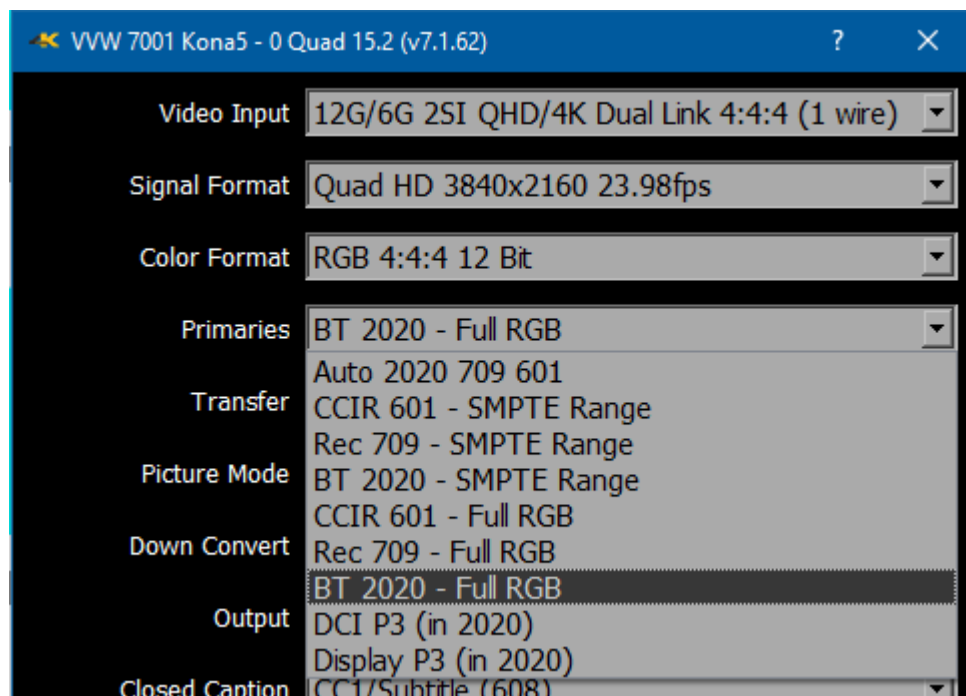 VVW 7001 Kona5 - 0 Quad 15.2 (v7.1.62) ? ×
Video Input 12G/6G 2SI QHD/4K Dual Link 4:4:4 (1 wire)
Signal Format Quad HD 3840x2160 23.98fps
Color Format RGB 4:4:4 12 Bit
Primaries BT 2020 - Full RGB
Auto 2020 709 601
Transfer CCIR 601 - SMPTE Range
Rec 709 - SMPTE Range
Picture Mode BT 2020 - SMPTE Range
CCIR 601 - Full RGB
Down Convert Rec 709 - Full RGB
BT 2020 - Full RGB
Output DCI P3 (in 2020)
Display P3 (in 2020)
Closed Caption CC1/Subtitle (608)